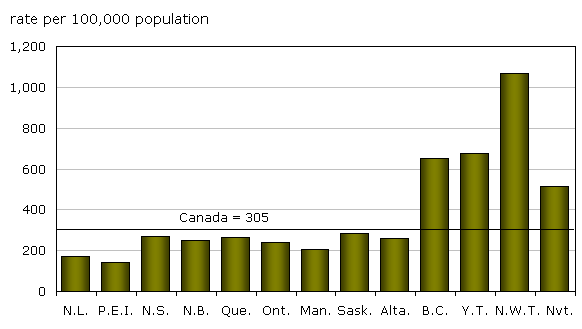 rate per 100,000 population
1,200
1,000
800
600
400
Canada = 305
200
0
N.L. P.E.I. N.S. N.B. Que. Ont. Man. Sask. Alta. B.C. Y.T. N.W.T. Nvt.